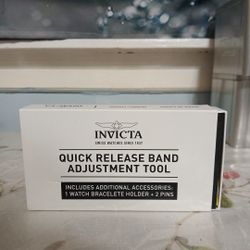 INVICTA
SWISS WATCHES SINCE 1837
QUICK RELEASE BAND
ADJUSTMENT TOOL
INCLUDES ADDITIONAL ACCESSORIES:
1 WATCH BRACELETE HOLDER + 2 PINS